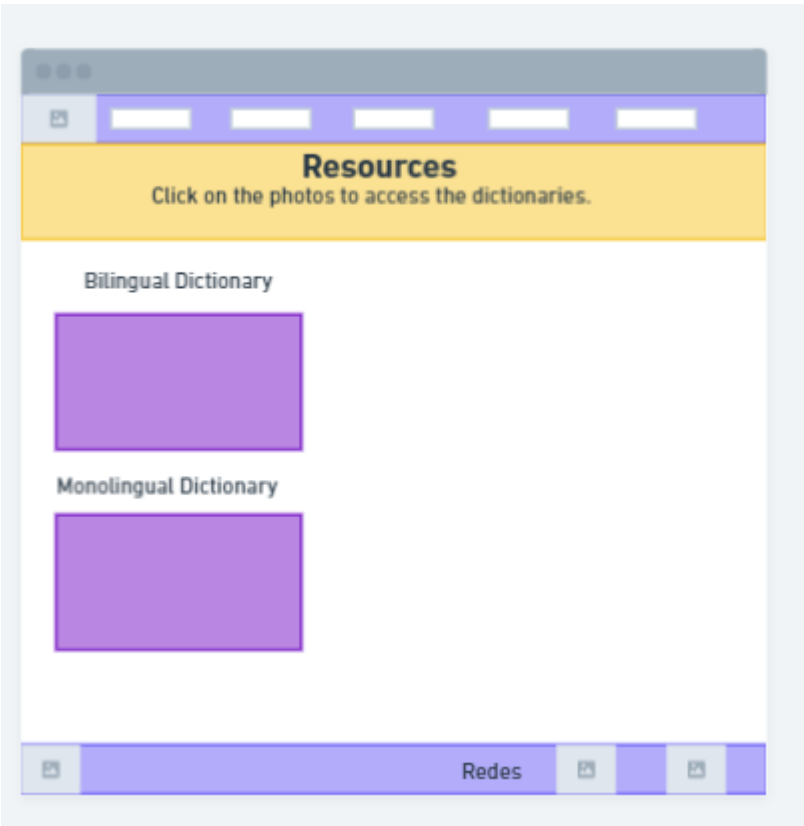 Resources
Click on the photos to access the dictionaries.
Bilingual Dictionary
Monolingual Dictionary
Redes